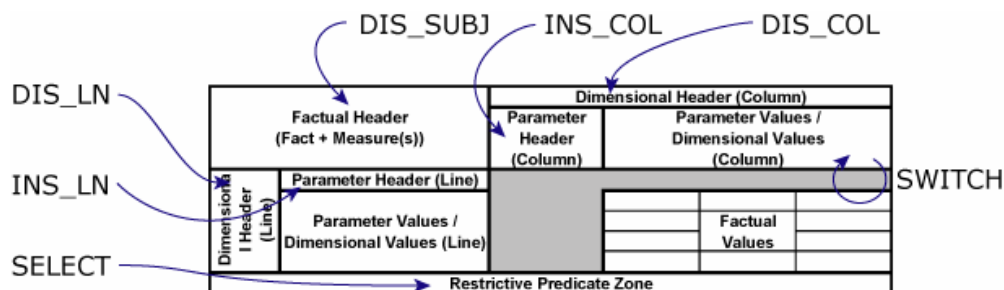 DIS_SUBJ INS_COL DIS_COL
DIS_LN
INS_LN
SELECT
SWITCH
Factual Header
(Fact + Measure(s))
Dimensional Header (Column)
Parameter
Header
(Column)
Parameter Values /
Dimensional Values
(Column)
Dimensiona
l Header
(Line)
Parameter Header (Line)
Parameter Values /
Dimensional Values (Line)
Factual
Values
Restrictive Predicate Zone